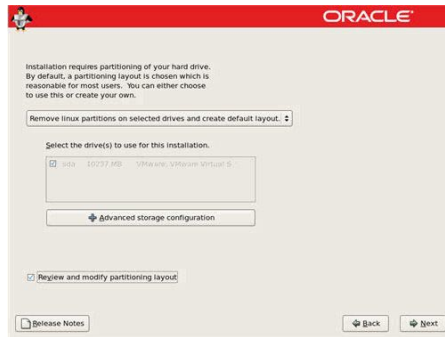 ORACLE
Installation requires partitioning of your hard drive.
By default, a partitioning layout is chosen which is
reasonable for most users. You can either choose
to use this or create your own.
Remove linux partitions on selected drives and create default layout.
Select the drive(s) to use for this installation.
sda 10237 MB VMware, VMware Virtual S
Advanced storage configuration
Review and modify partitioning layout
Release Notes
Back
Next